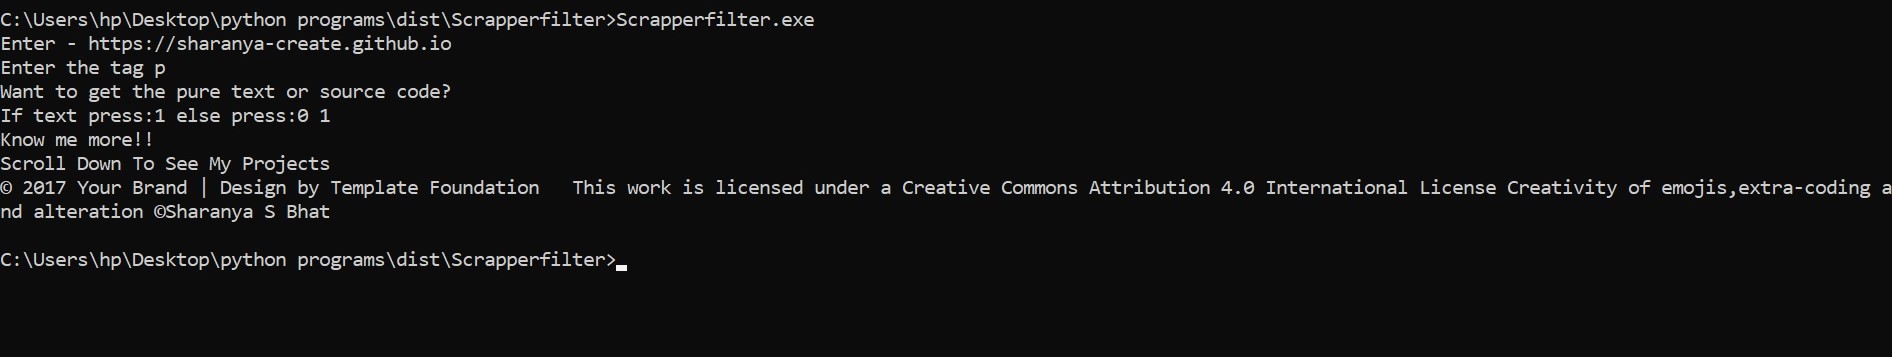 C:\Users\hp\Desktop\python programs\dist\Scrapperfilter>Scrapperfilter.exe
Enter - https://sharanya-create.github.io
Enter the tag p
Want to get the pure text or source code?
If text press:1 else press:0 1
Know me more!!
Scroll Down To See My Projects
© 2017 Your Brand | Design by Template Foundation   This work is licensed under a Creative Commons Attribution 4.0 International License Creativity of emojis,extra-coding a
nd alteration ©Sharanya S Bhat
C:\Users\hp\Desktop\python programs\dist\Scrapperfilter>